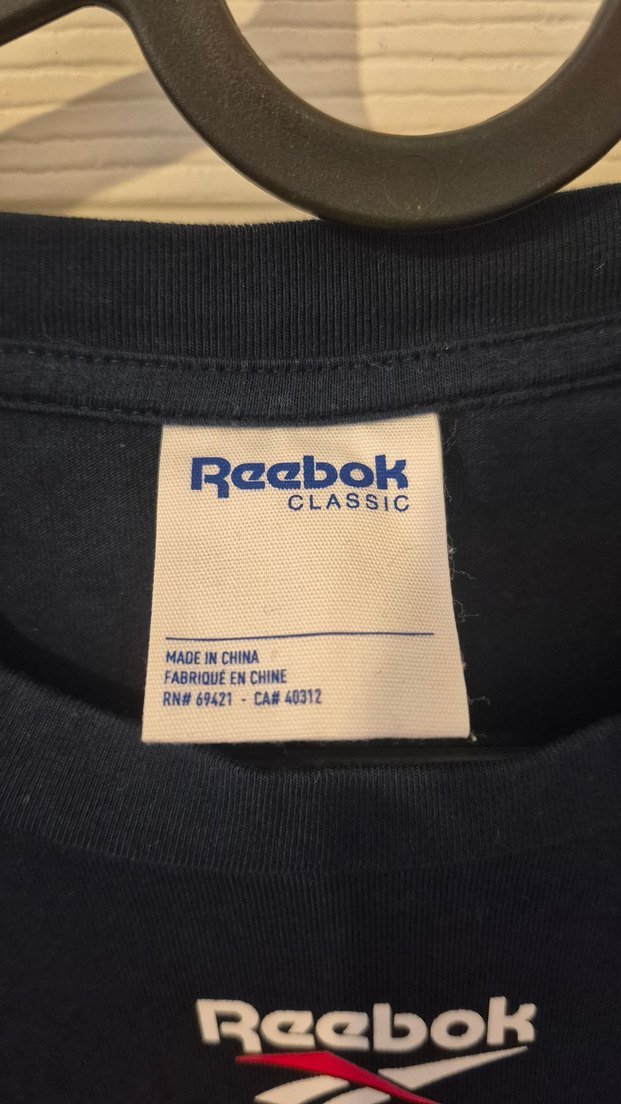 Reebok
CLASSIC
MADE IN CHINA
FABRIQUÉ EN CHINE
RN# 69421 - CA# 40312
Reebok